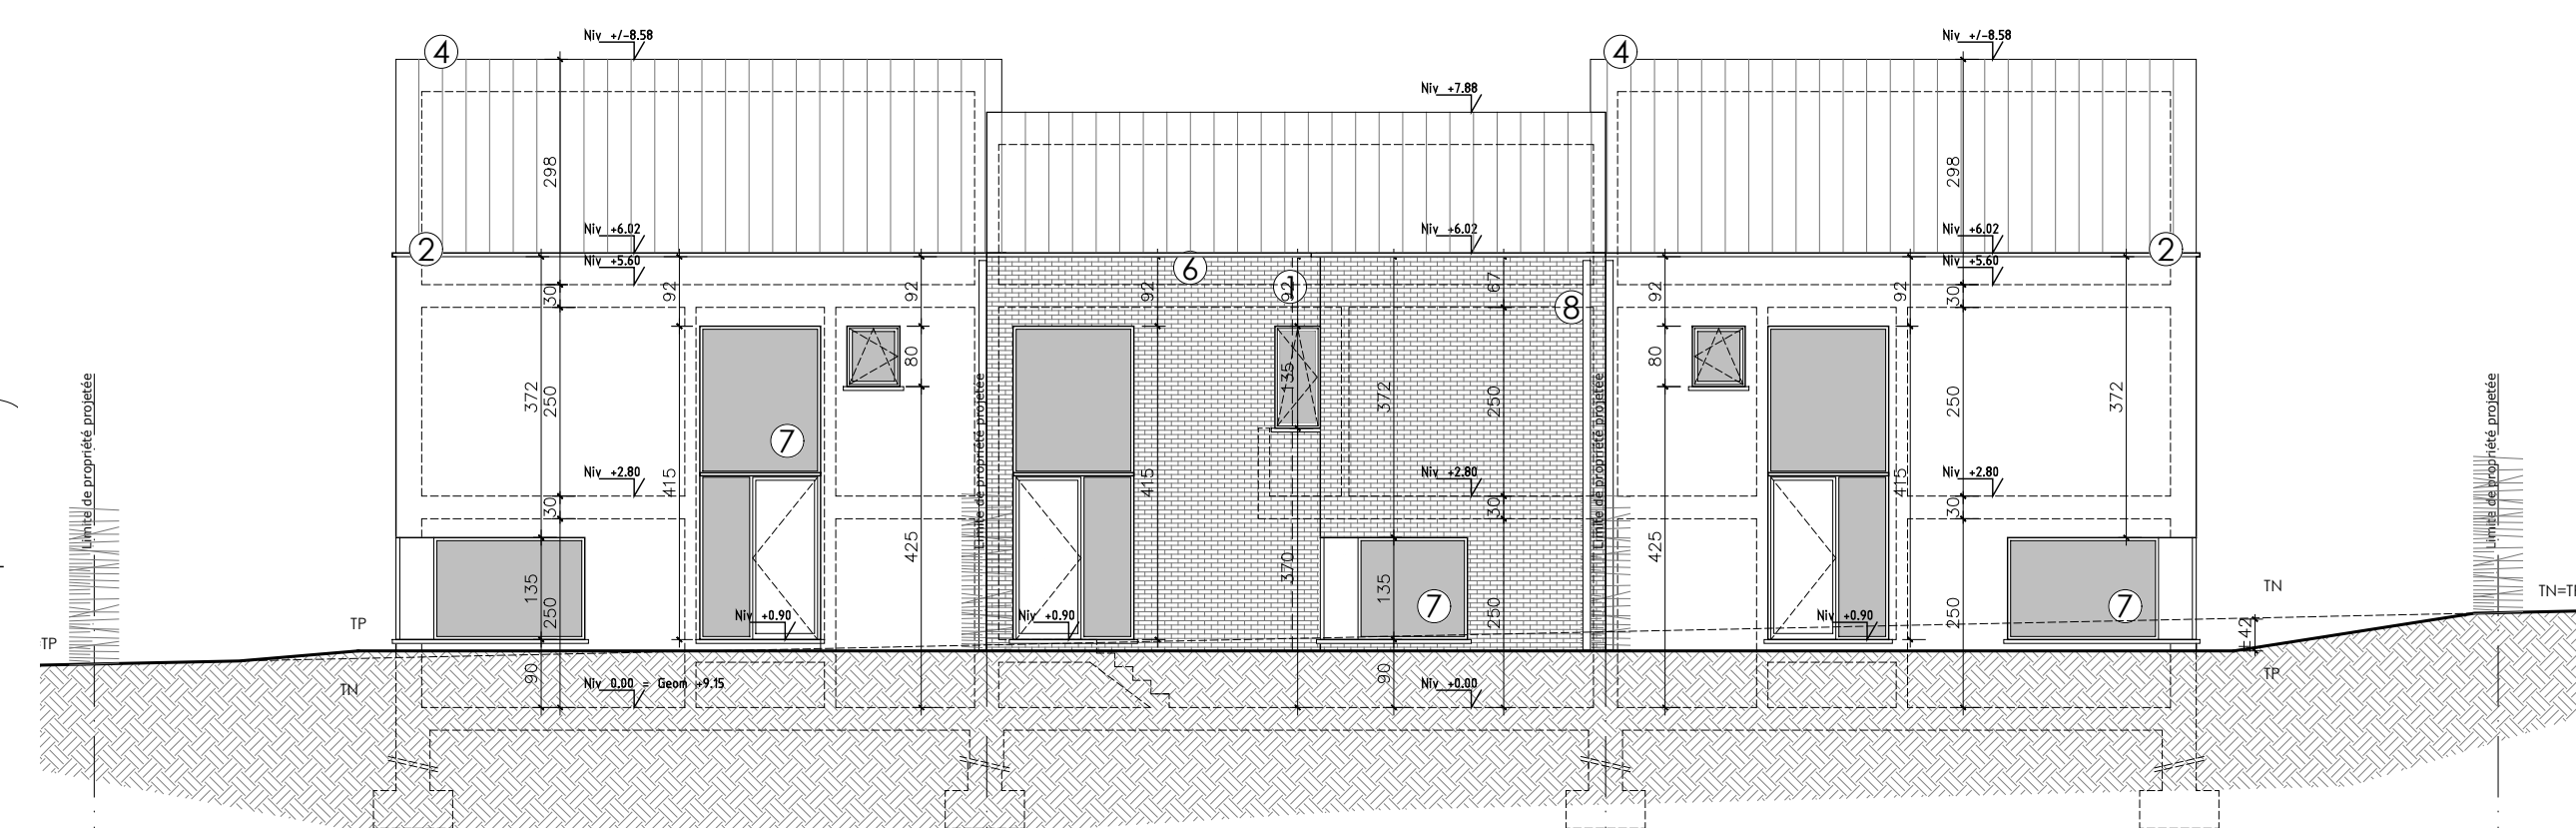 Niv +/-8.58
Niv +/-8.58
4
4
Niv +7.88
298
298
Niv +6.02
Niv +6.02
Niv +6.02
2
2
Niv +5.60
Niv +5.60
6
1
92
8
30
92
92
92
67
92
92
30
80
80
372
250
135
372
250
250
372
7
Limite de propriété projetée
Limite de propriété projetée
Limite de propriété projetée
Limite de propriété projetée
Niv +2.80
Niv +2.80
Niv +2.80
415
415
415
30
30
30
425
370
425
135
250
135
250
250
7
7
TN
TN=TP
Niv +0.90
Niv +0.90
Niv +0.90
TP
TP
±42
90
90
TN
TP
Niv 0.00 = Geom +9.15
Niv +0.00